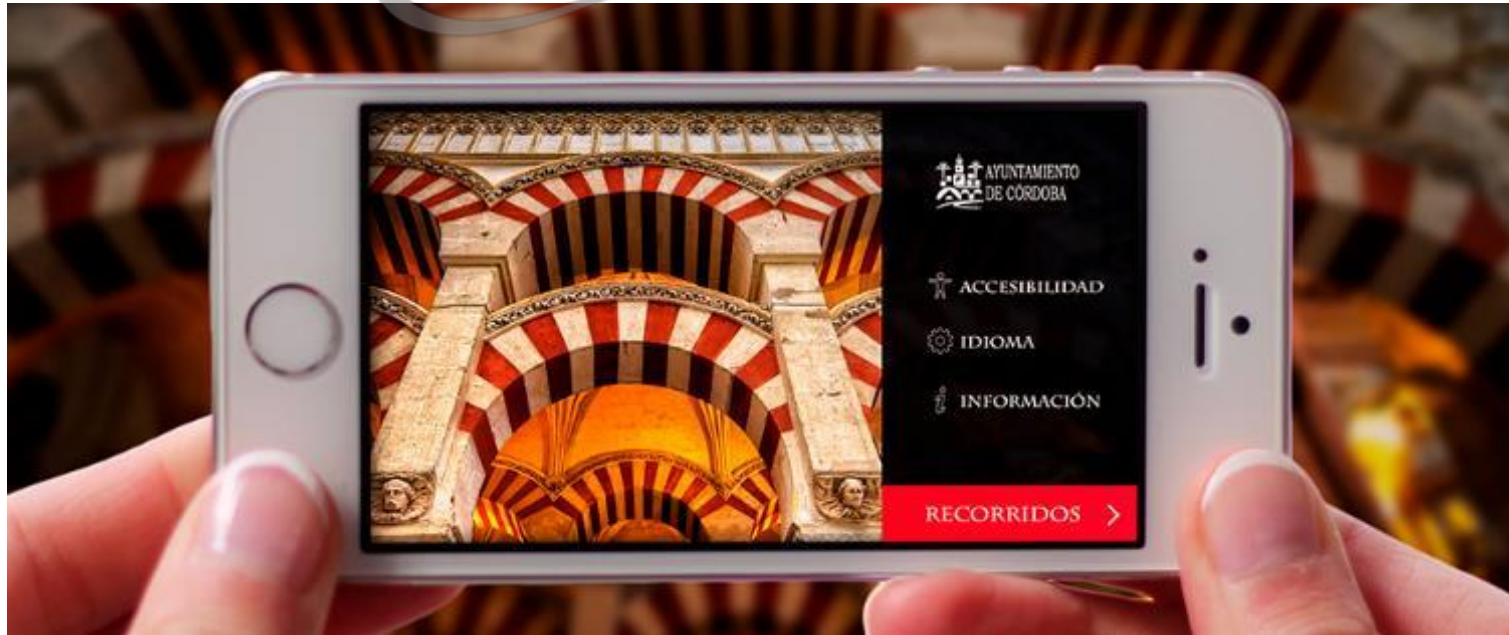 AYUNTAMIENTO
DE CÓRDOBA
ACCESIBILIDAD
IDIOMA
INFORMACIÓN
RECORRIDOS